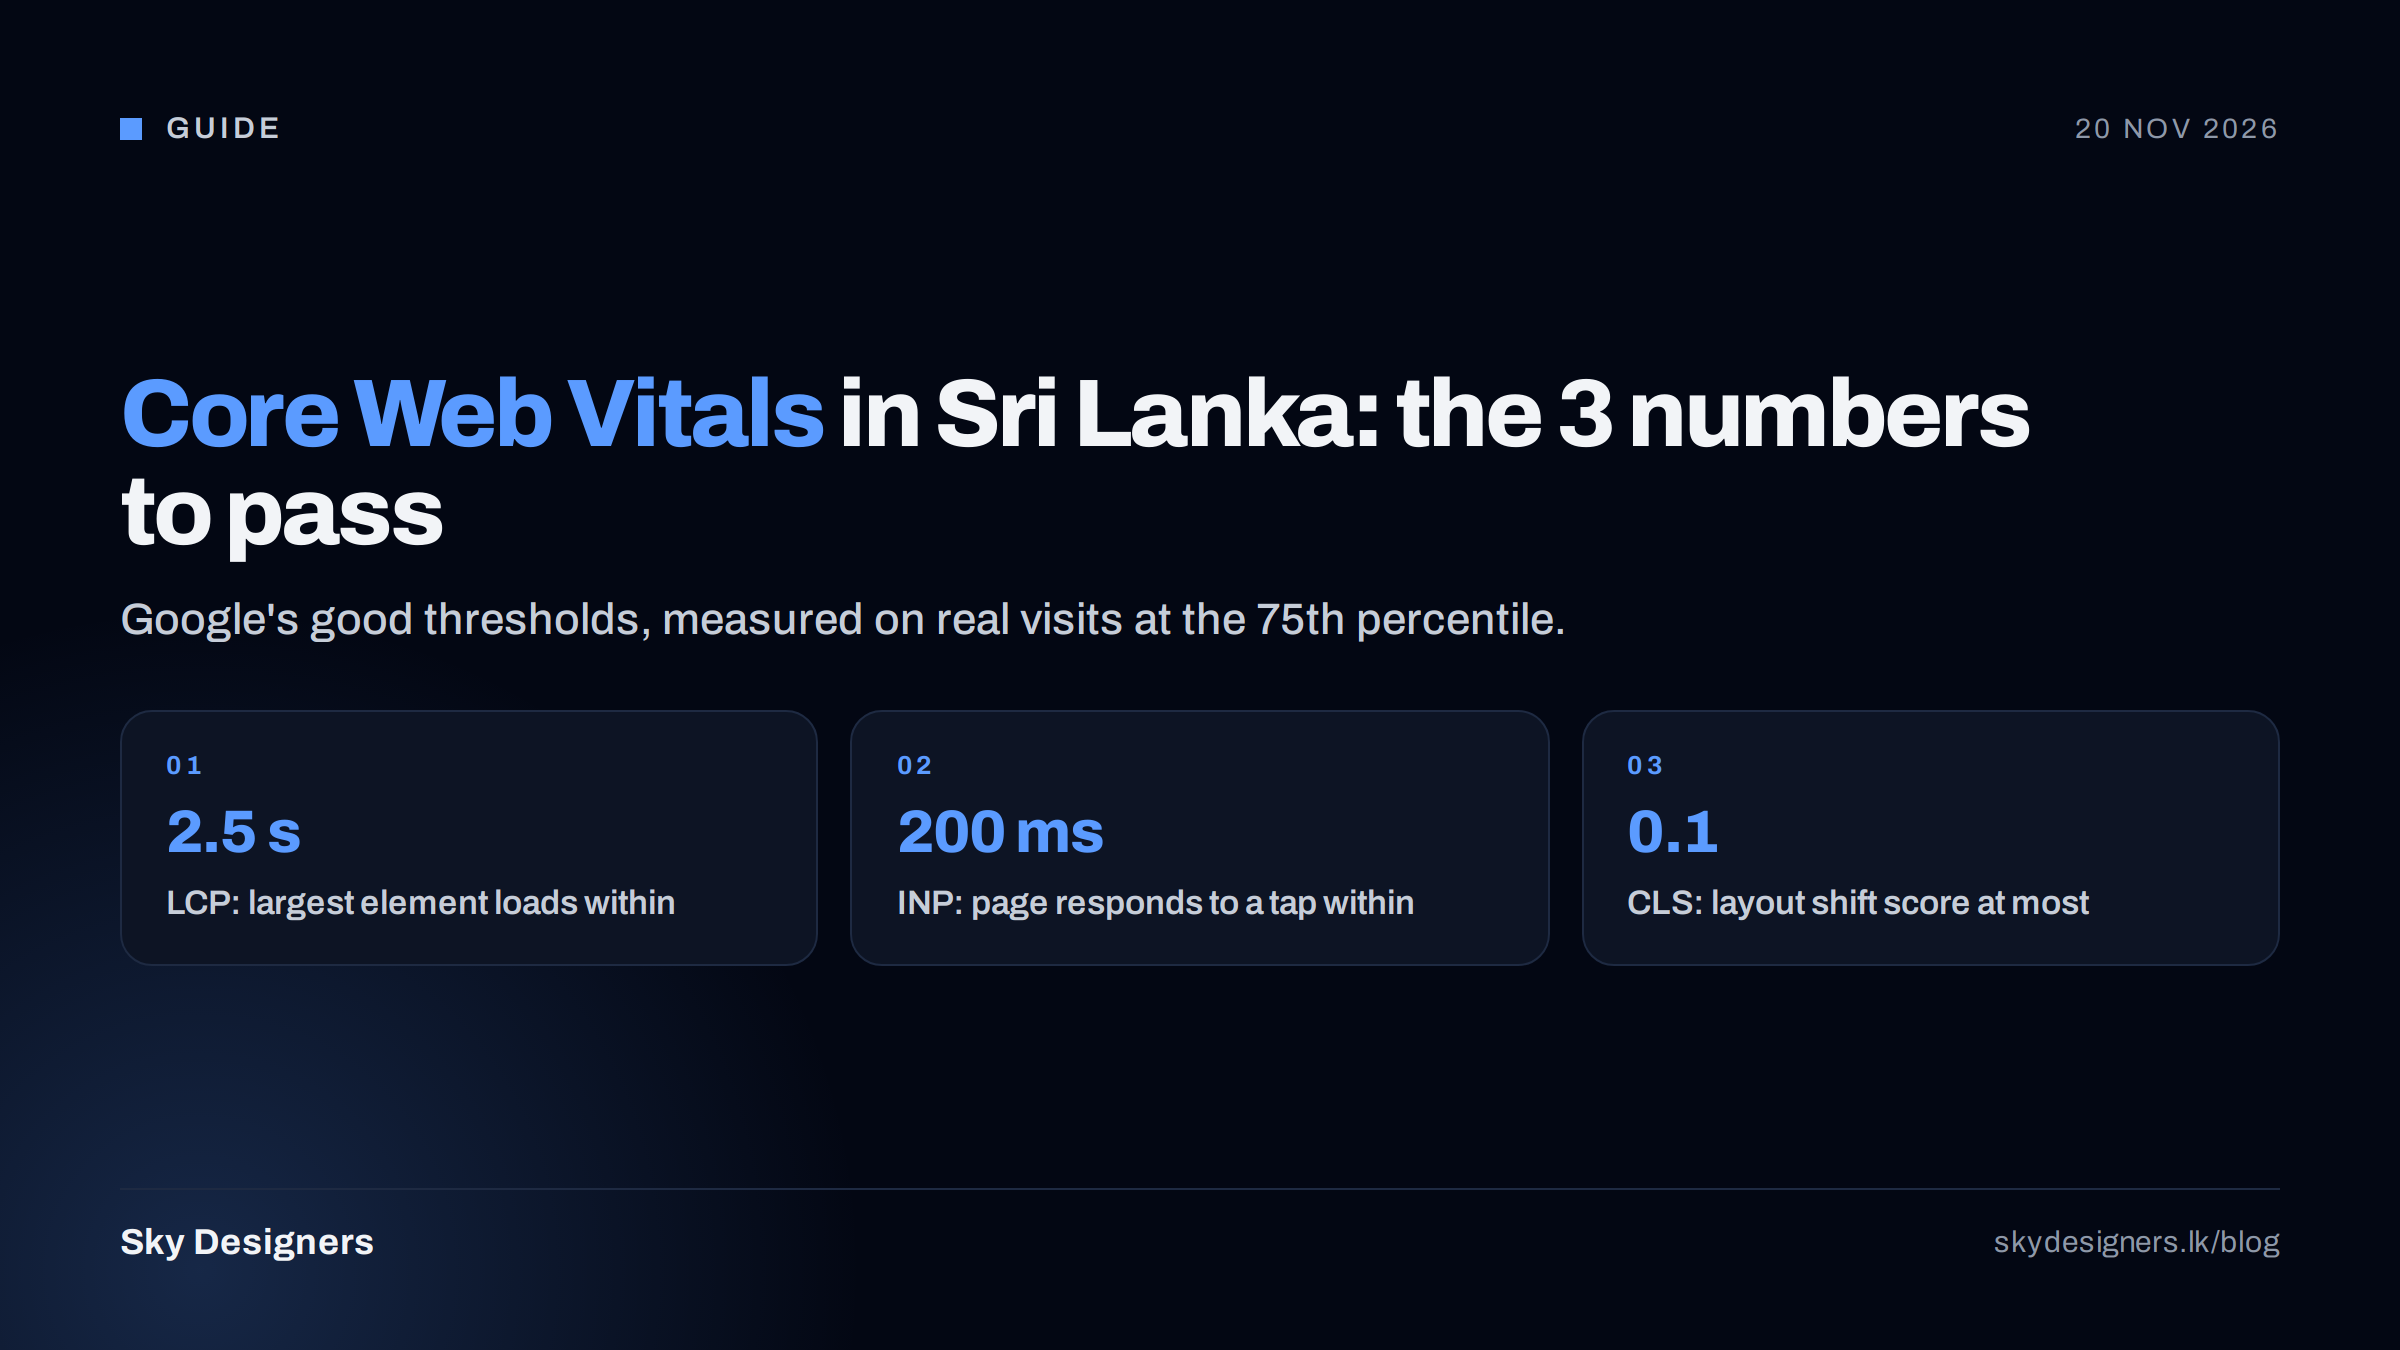 GUIDE
20 NOV 2026
Core Web Vitals in Sri Lanka: the 3 numbers
to pass
Google's good thresholds, measured on real visits at the 75th percentile.
01
2.5 s
LCP: largest element loads within
02
200 ms
INP: page responds to a tap within
03
0.1
CLS: layout shift score at most
Sky Designers
skydesigners.lk/blog